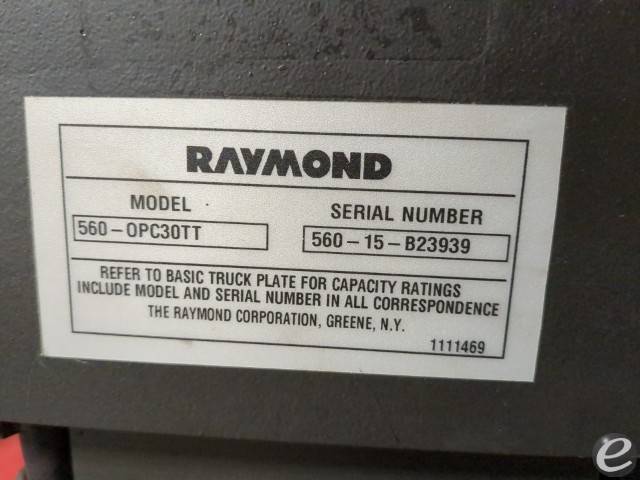 RAYMOND
MODEL
560-OPC30TT
SERIAL NUMBER
560-15-B23939
REFER TO BASIC TRUCK PLATE FOR CAPACITY RATINGS
INCLUDE MODEL AND SERIAL NUMBER IN ALL CORRESPONDENCE
THE RAYMOND CORPORATION, GREENE, N.Y.
1111469
e